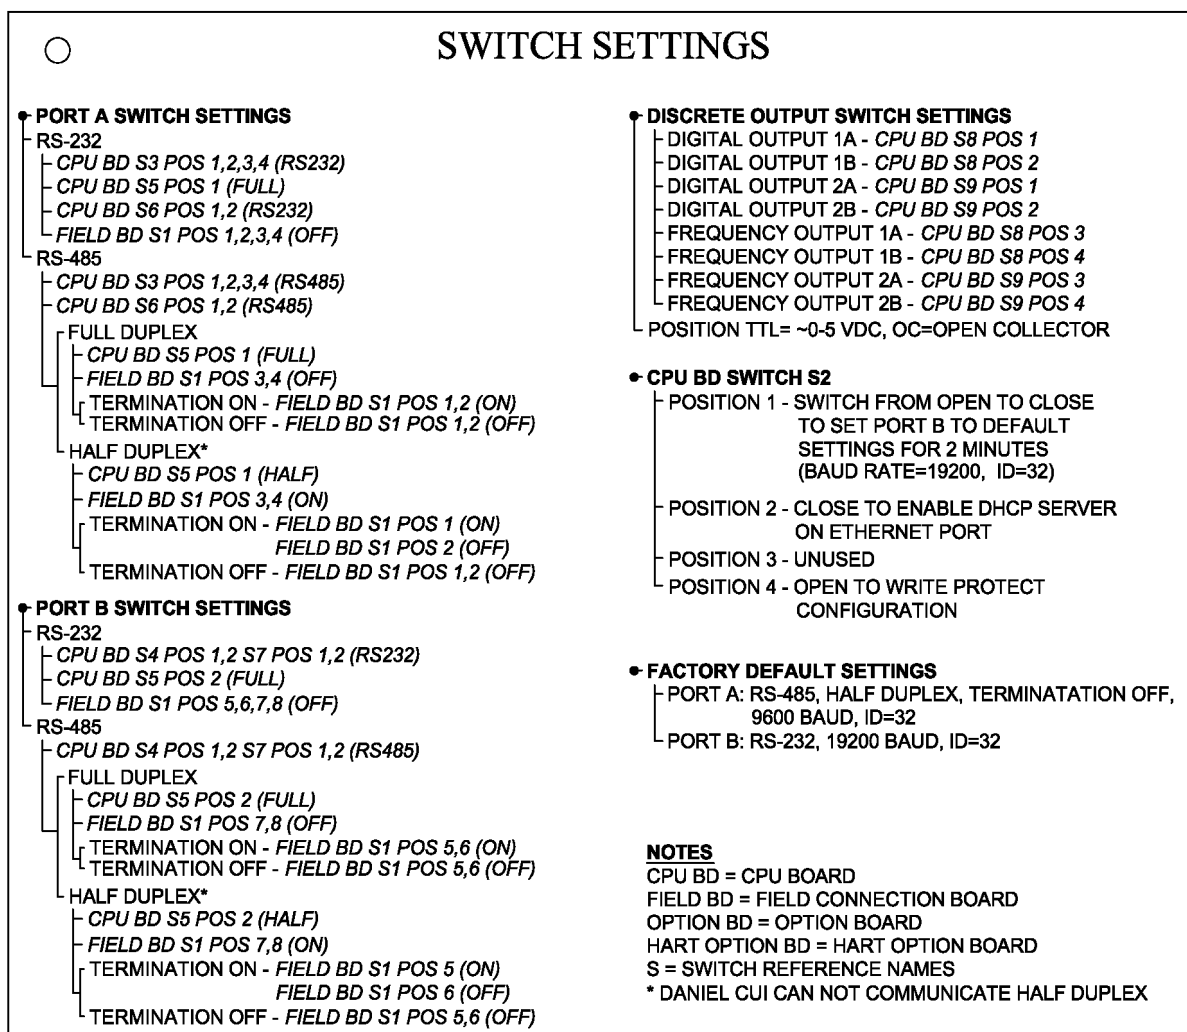 SWITCH SETTINGS
PORT A SWITCH SETTINGS
RS-232
CPU BD S3 POS 1,2,3,4 (RS232)
CPU BD S5 POS 1 (FULL)
CPU BD S6 POS 1,2 (RS232)
FIELD BD S1 POS 1,2,3,4 (OFF)
RS-485
CPU BD S3 POS 1,2,3,4 (RS485)
CPU BD S6 POS 1,2 (RS485)
FULL DUPLEX
CPU BD S5 POS 1 (FULL)
FIELD BD S1 POS 3,4 (OFF)
TERMINATION ON - FIELD BD S1 POS 1,2 (ON)
TERMINATION OFF - FIELD BD S1 POS 1,2 (OFF)
HALF DUPLEX*
CPU BD S5 POS 1 (HALF)
FIELD BD S1 POS 3,4 (ON)
TERMINATION ON - FIELD BD S1 POS 1 (ON)
FIELD BD S1 POS 2 (OFF)
TERMINATION OFF - FIELD BD S1 POS 1,2 (OFF)
PORT B SWITCH SETTINGS
RS-232
CPU BD S4 POS 1,2 S7 POS 1,2 (RS232)
CPU BD S5 POS 2 (FULL)
FIELD BD S1 POS 5,6,7,8 (OFF)
RS-485
CPU BD S4 POS 1,2 S7 POS 1,2 (RS485)
FULL DUPLEX
CPU BD S5 POS 2 (FULL)
FIELD BD S1 POS 7,8 (OFF)
TERMINATION ON - FIELD BD S1 POS 5,6 (ON)
TERMINATION OFF - FIELD BD S1 POS 5,6 (OFF)
HALF DUPLEX*
CPU BD S5 POS 2 (HALF)
FIELD BD S1 POS 7,8 (ON)
TERMINATION ON - FIELD BD S1 POS 5 (ON)
FIELD BD S1 POS 6 (OFF)
TERMINATION OFF - FIELD BD S1 POS 5,6 (OFF)
DISCRETE OUTPUT SWITCH SETTINGS
DIGITAL OUTPUT 1A - CPU BD S8 POS 1
DIGITAL OUTPUT 1B - CPU BD S8 POS 2
DIGITAL OUTPUT 2A - CPU BD S9 POS 1
DIGITAL OUTPUT 2B - CPU BD S9 POS 2
FREQUENCY OUTPUT 1A - CPU BD S8 POS 3
FREQUENCY OUTPUT 1B - CPU BD S8 POS 4
FREQUENCY OUTPUT 2A - CPU BD S9 POS 3
FREQUENCY OUTPUT 2B - CPU BD S9 POS 4
POSITION TTL= ~0-5 VDC, OC=OPEN COLLECTOR
CPU BD SWITCH S2
POSITION 1 - SWITCH FROM OPEN TO CLOSE
TO SET PORT B TO DEFAULT
SETTINGS FOR 2 MINUTES
(BAUD RATE=19200, ID=32)
POSITION 2 - CLOSE TO ENABLE DHCP SERVER
ON ETHERNET PORT
POSITION 3 - UNUSED
POSITION 4 - OPEN TO WRITE PROTECT
CONFIGURATION
FACTORY DEFAULT SETTINGS
PORT A: RS-485, HALF DUPLEX, TERMINATATION OFF,
9600 BAUD, ID=32
PORT B: RS-232, 19200 BAUD, ID=32
NOTES
CPU BD = CPU BOARD
FIELD BD = FIELD CONNECTION BOARD
OPTION BD = OPTION BOARD
HART OPTION BD = HART OPTION BOARD
S = SWITCH REFERENCE NAMES
* DANIEL CUI CAN NOT COMMUNICATE HALF DUPLEX